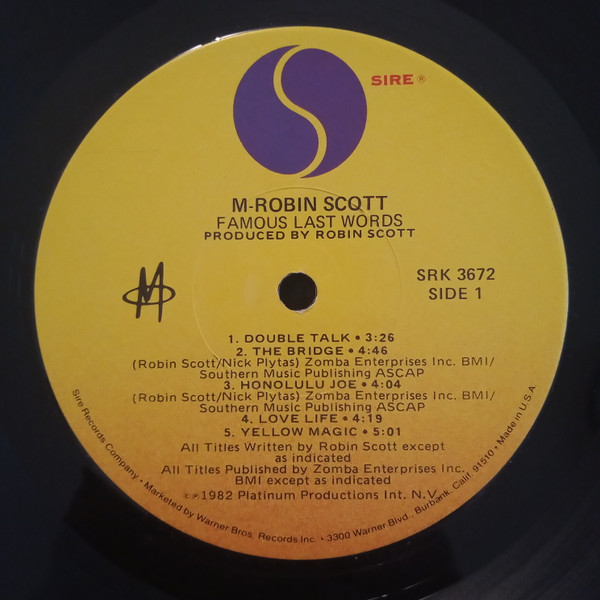 SIRE ®
M-ROBIN SCOTT
FAMOUS LAST WORDS
PRODUCED BY ROBIN SCOTT
M
SRK 3672
SIDE 1
1. DOUBLE TALK • 3:26
2. THE BRIDGE • 4:46
(Robin Scott/Nick Plytas) Zomba Enterprises Inc. BMI/
Southern Music Publishing ASCAP
3. HONOLULU JOE • 4:04
(Robin Scott/Nick Plytas) Zomba Enterprises Inc. BMI/
Southern Music Publishing ASCAP
4. LOVE LIFE • 4:19
5. YELLOW MAGIC • 5:01
All Titles Written by Robin Scott except
as indicated
All Titles Published by Zomba Enterprises Inc.
BMI except as indicated
©℗1982 Platinum Productions Int. N.V.
Sire Records Company • Marketed by Warner Bros. Records Inc. • 3300 Warner Blvd., Burbank, Calif. 91510 • Made in U.S.A.